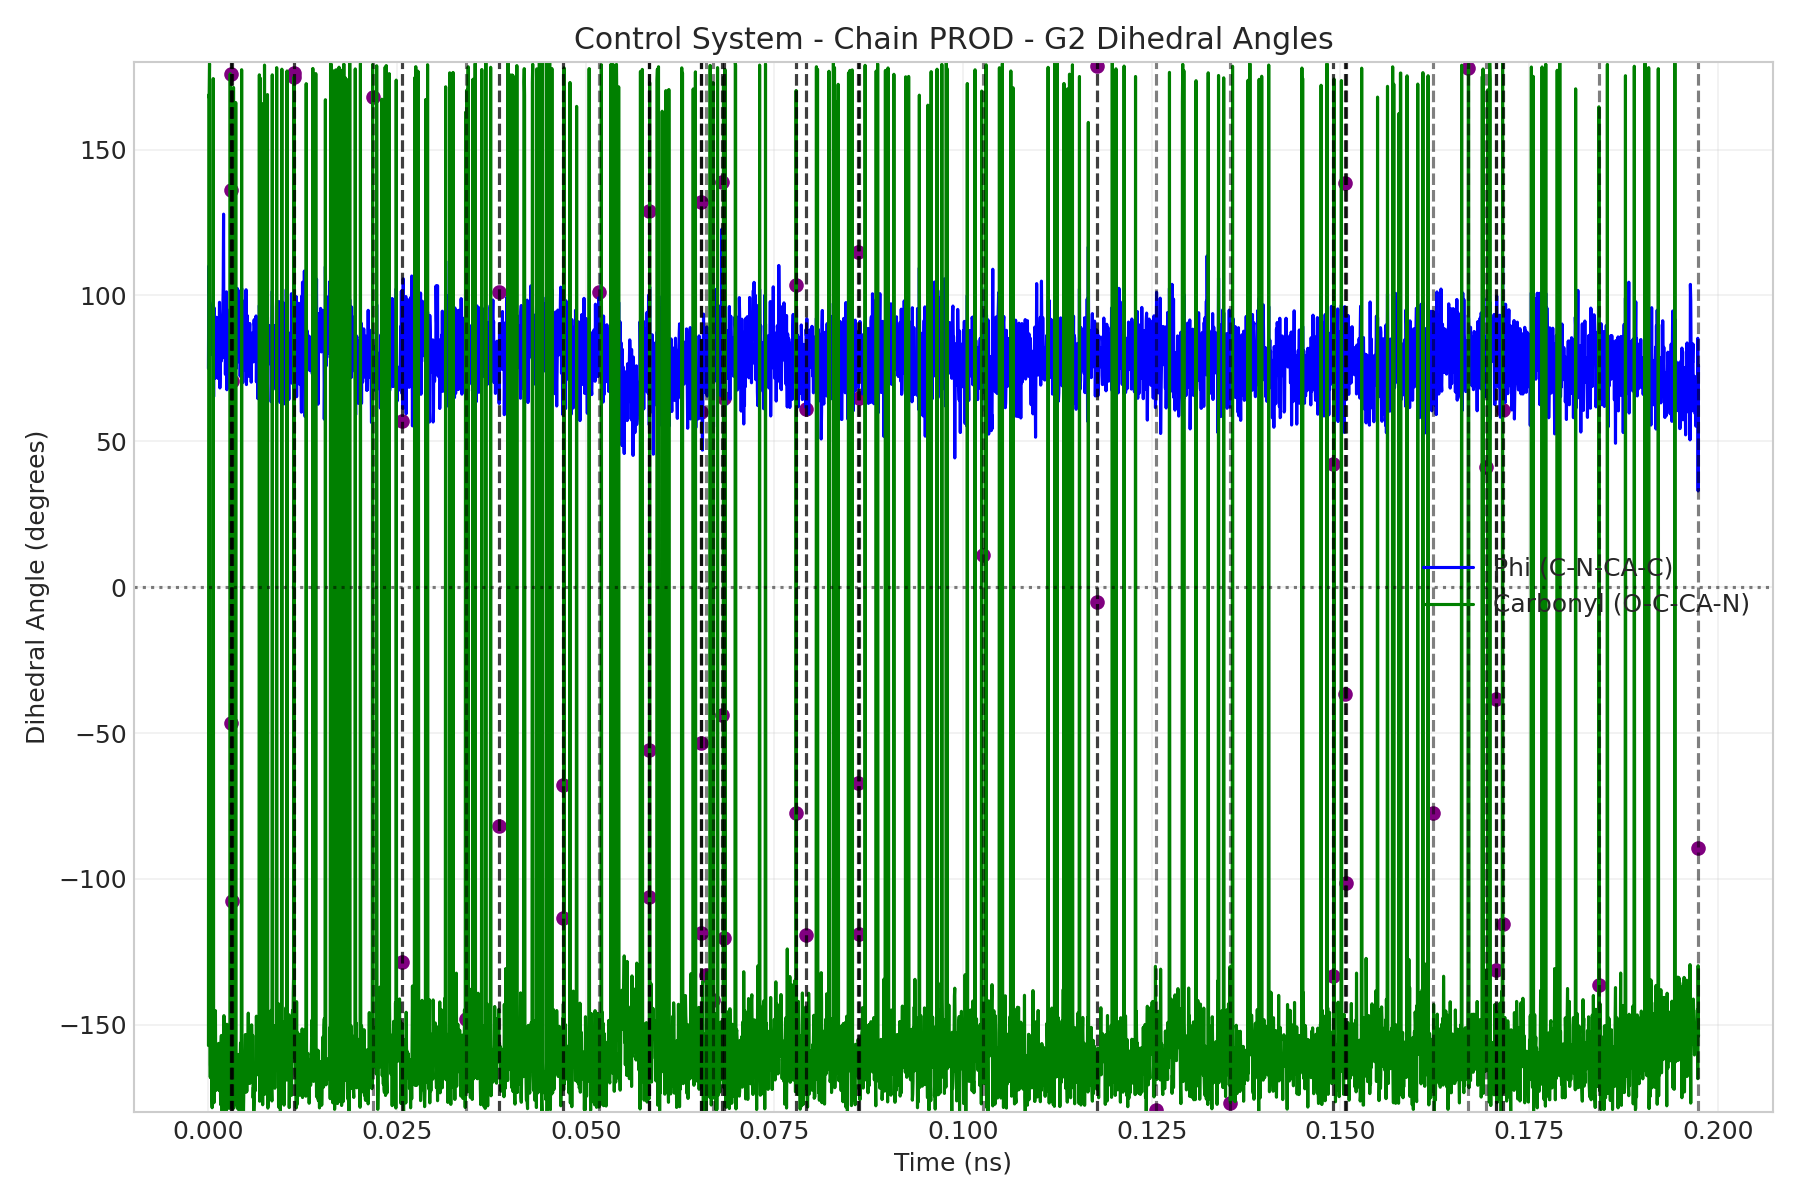 Control System - Chain PROD - G2 Dihedral Angles
Dihedral Angle (degrees)
150
100
50
0
−50
−100
−150
Phi (C-N-CA-C)
Carbonyl (O-C-CA-N)
0.000 0.025 0.050 0.075 0.100 0.125 0.150 0.175 0.200
Time (ns)